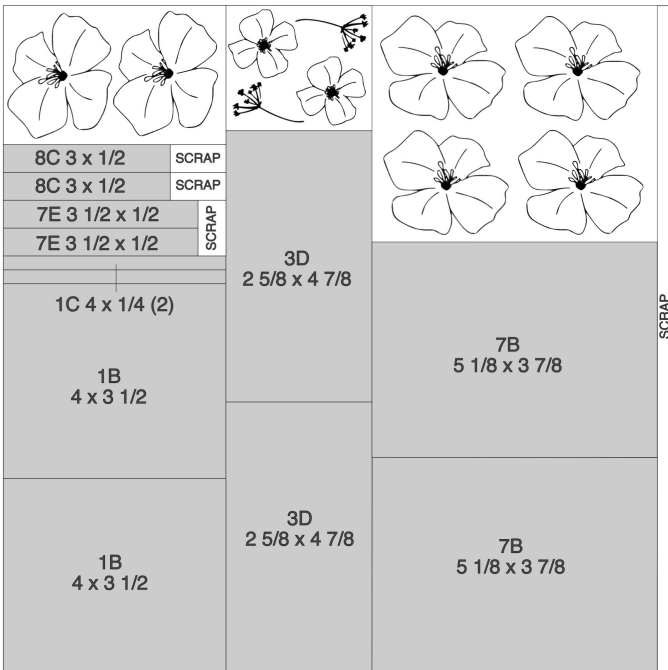 8C 3 x 1/2
SCRAP
8C 3 x 1/2
SCRAP
7E 3 1/2 x 1/2
7E 3 1/2 x 1/2
SCRAP
1C 4 x 1/4 (2)
1B
4 x 3 1/2
1B
4 x 3 1/2
3D
2 5/8 x 4 7/8
3D
2 5/8 x 4 7/8
7B
5 1/8 x 3 7/8
7B
5 1/8 x 3 7/8
SCRAP